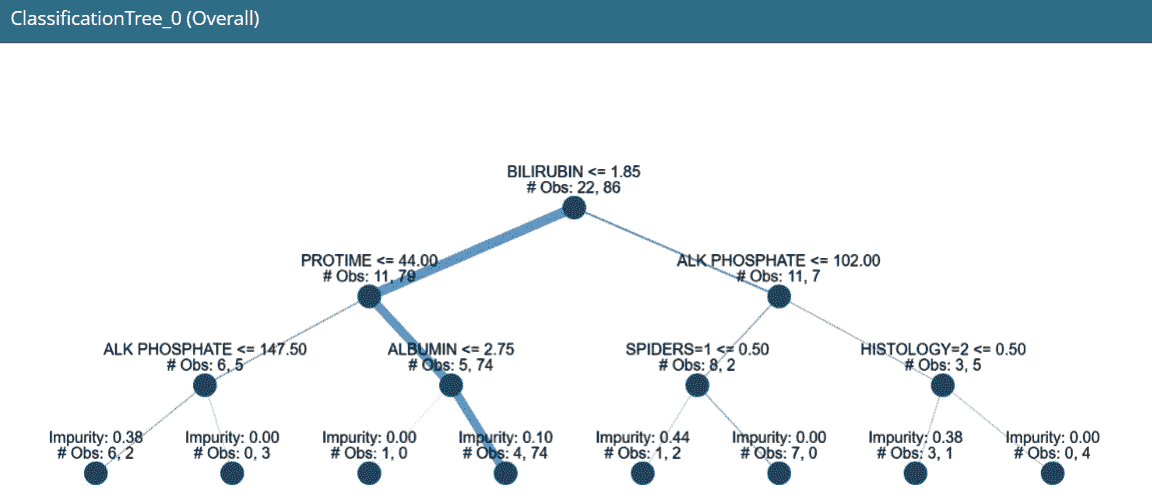 ClassificationTree_0 (Overall)
BILIRUBIN <= 1.85
# Obs: 22, 86
PROTIME <= 44.00
# Obs: 11, 79
ALK PHOSPHATE <= 102.00
# Obs: 11, 7
ALK PHOSPHATE <= 147.50
# Obs: 6, 5
ALBUMIN <= 2.75
# Obs: 5, 74
SPIDERS=1 <= 0.50
# Obs: 8, 2
HISTOLOGY=2 <= 0.50
# Obs: 3, 5
Impurity: 0.38
# Obs: 6, 2
Impurity: 0.00
# Obs: 0, 3
Impurity: 0.00
# Obs: 1, 0
Impurity: 0.10
# Obs: 4, 74
Impurity: 0.44
# Obs: 1, 2
Impurity: 0.00
# Obs: 7, 0
Impurity: 0.38
# Obs: 3, 1
Impurity: 0.00
# Obs: 0, 4